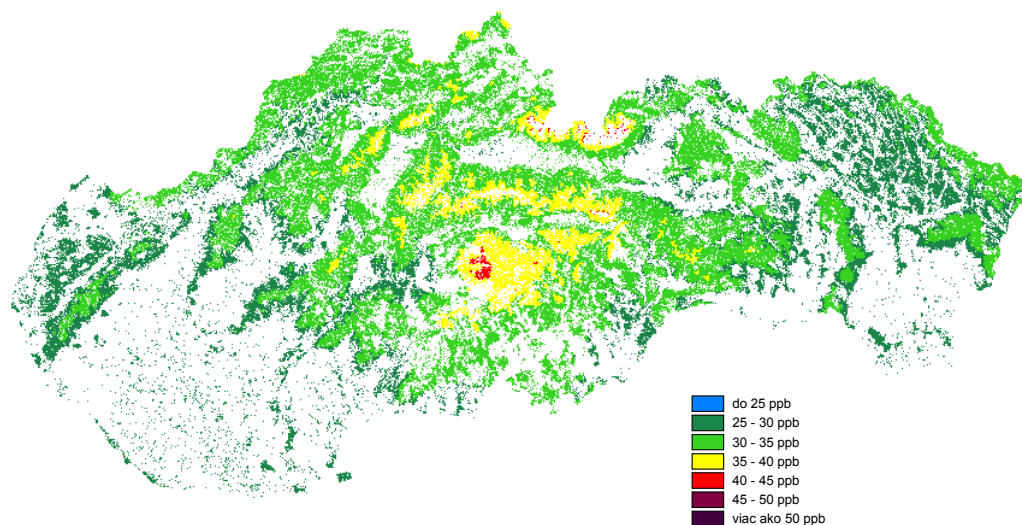 do 25 ppb
25 - 30 ppb
30 - 35 ppb
35 - 40 ppb
40 - 45 ppb
45 - 50 ppb
viac ako 50 ppb